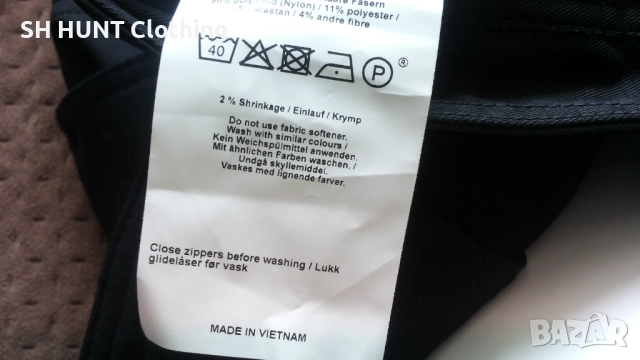 SH HUNT Clothing
(Nylon) / 11% polyester /
elastan / 4% andre fibre
40
P
®
2 % Shrinkage / Einlauf / Krymp
Do not use fabric softener.
Wash with similar colours /
Kein Weichspülmittel anwenden.
Mit ähnlichen Farben waschen. /
Undgå skyllemiddel.
Vaskes med lignende farver.
Close zippers before washing / Lukk
glidelåser før vask
MADE IN VIETNAM
BAZAR